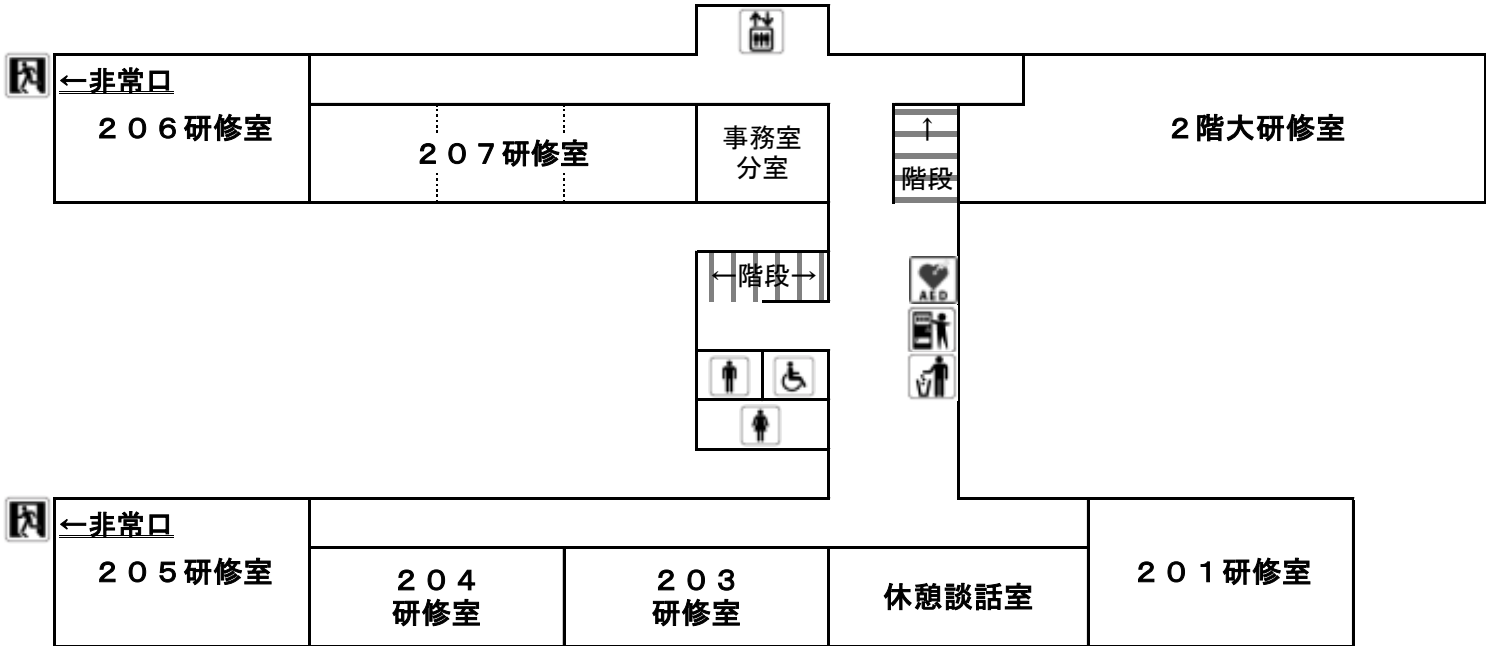 ←非常口
２０６研修室
２０７研修室
事務室
分室
↑
階段
２階大研修室
←階段→
AED
←非常口
２０５研修室
２０４
研修室
２０３
研修室
休憩談話室
２０１研修室